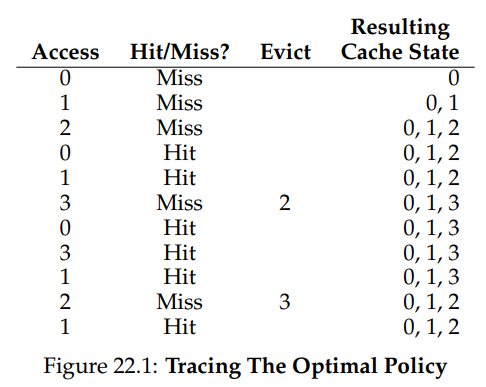 Resulting
Access Hit/Miss? Evict Cache State
0 Miss 0
1 Miss 0, 1
2 Miss 0, 1, 2
0 Hit 0, 1, 2
1 Hit 0, 1, 2
3 Miss 2 0, 1, 3
0 Hit 0, 1, 3
3 Hit 0, 1, 3
1 Hit 0, 1, 3
2 Miss 3 0, 1, 2
1 Hit 0, 1, 2
Figure 22.1: Tracing The Optimal Policy